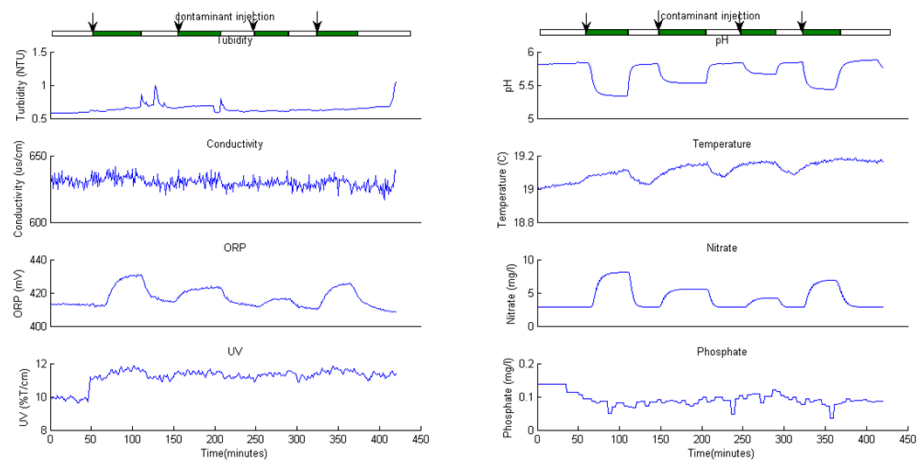 contaminant injection
Tubidity
1.5
1
0.5
Turbidity (NTU)
Conductivity
650
600
Conductivity (us/cm)
ORP
440
420
400
ORP (mV)
UV
12
10
8
UV (%T/cm)
0 50 100 150 200 250 300 350 400 450
Time(minutes)
contaminant injection
pH
6
5.5
5
pH
Temperature
19.2
19
18.8
Temperature (C)
Nitrate
10
5
0
Nitrate (mg/l)
Phosphate
0.2
0.1
0
Phosphate (mg/l)
0 50 100 150 200 250 300 350 400 450
Time(minutes)